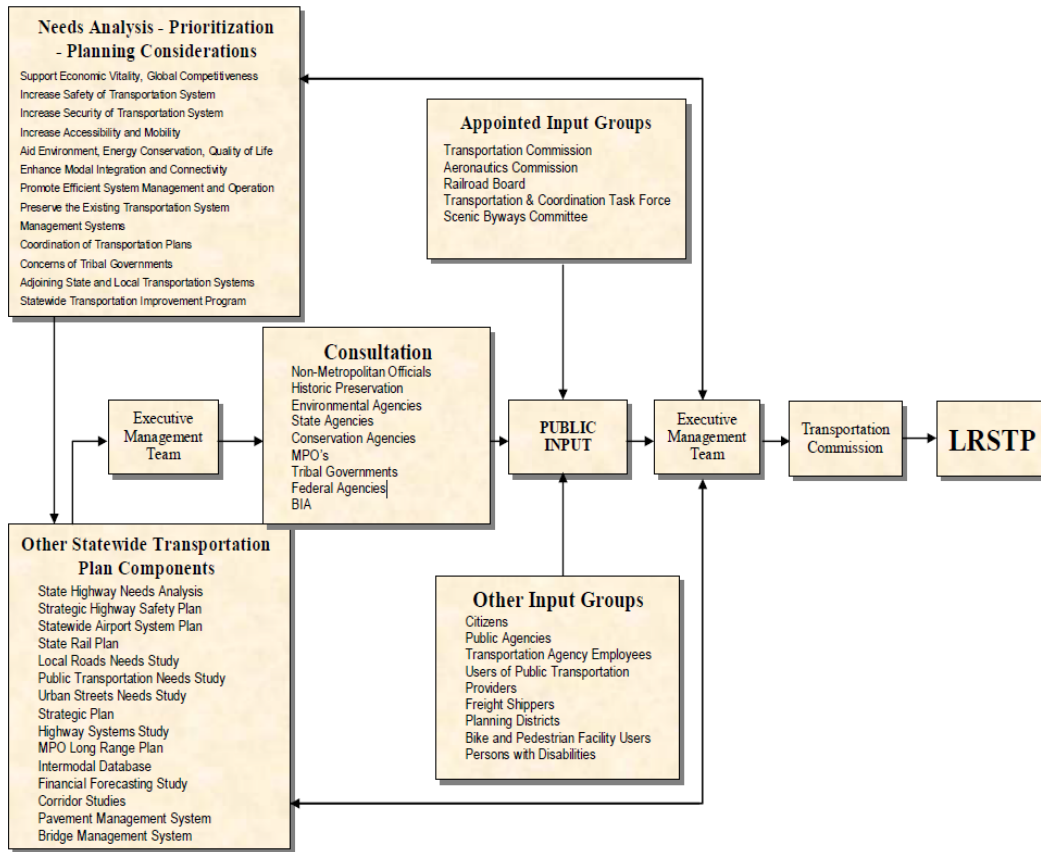 Needs Analysis - Prioritization
- Planning Considerations
Support Economic Vitality, Global Competitiveness
Increase Safety of Transportation System
Increase Security of Transportation System
Increase Accessibility and Mobility
Aid Environment, Energy Conservation, Quality of Life
Enhance Modal Integration and Connectivity
Promote Efficient System Management and Operation
Preserve the Existing Transportation System
Management Systems
Coordination of Transportation Plans
Concerns of Tribal Governments
Adjoining State and Local Transportation Systems
Statewide Transportation Improvement Program
Appointed Input Groups
Transportation Commission
Aeronautics Commission
Railroad Board
Transportation & Coordination Task Force
Scenic Byways Committee
Executive
Management
Team
Consultation
Non-Metropolitan Officials
Historic Preservation
Environmental Agencies
State Agencies
Conservation Agencies
MPO's
Tribal Governments
Federal Agencies
BIA
PUBLIC
INPUT
Executive
Management
Team
Transportation
Commission
LRSTP
Other Statewide Transportation
Plan Components
State Highway Needs Analysis
Strategic Highway Safety Plan
Statewide Airport System Plan
State Rail Plan
Local Roads Needs Study
Public Transportation Needs Study
Urban Streets Needs Study
Strategic Plan
Highway Systems Study
MPO Long Range Plan
Intermodal Database
Financial Forecasting Study
Corridor Studies
Pavement Management System
Bridge Management System
Other Input Groups
Citizens
Public Agencies
Transportation Agency Employees
Users of Public Transportation
Providers
Freight Shippers
Planning Districts
Bike and Pedestrian Facility Users
Persons with Disabilities